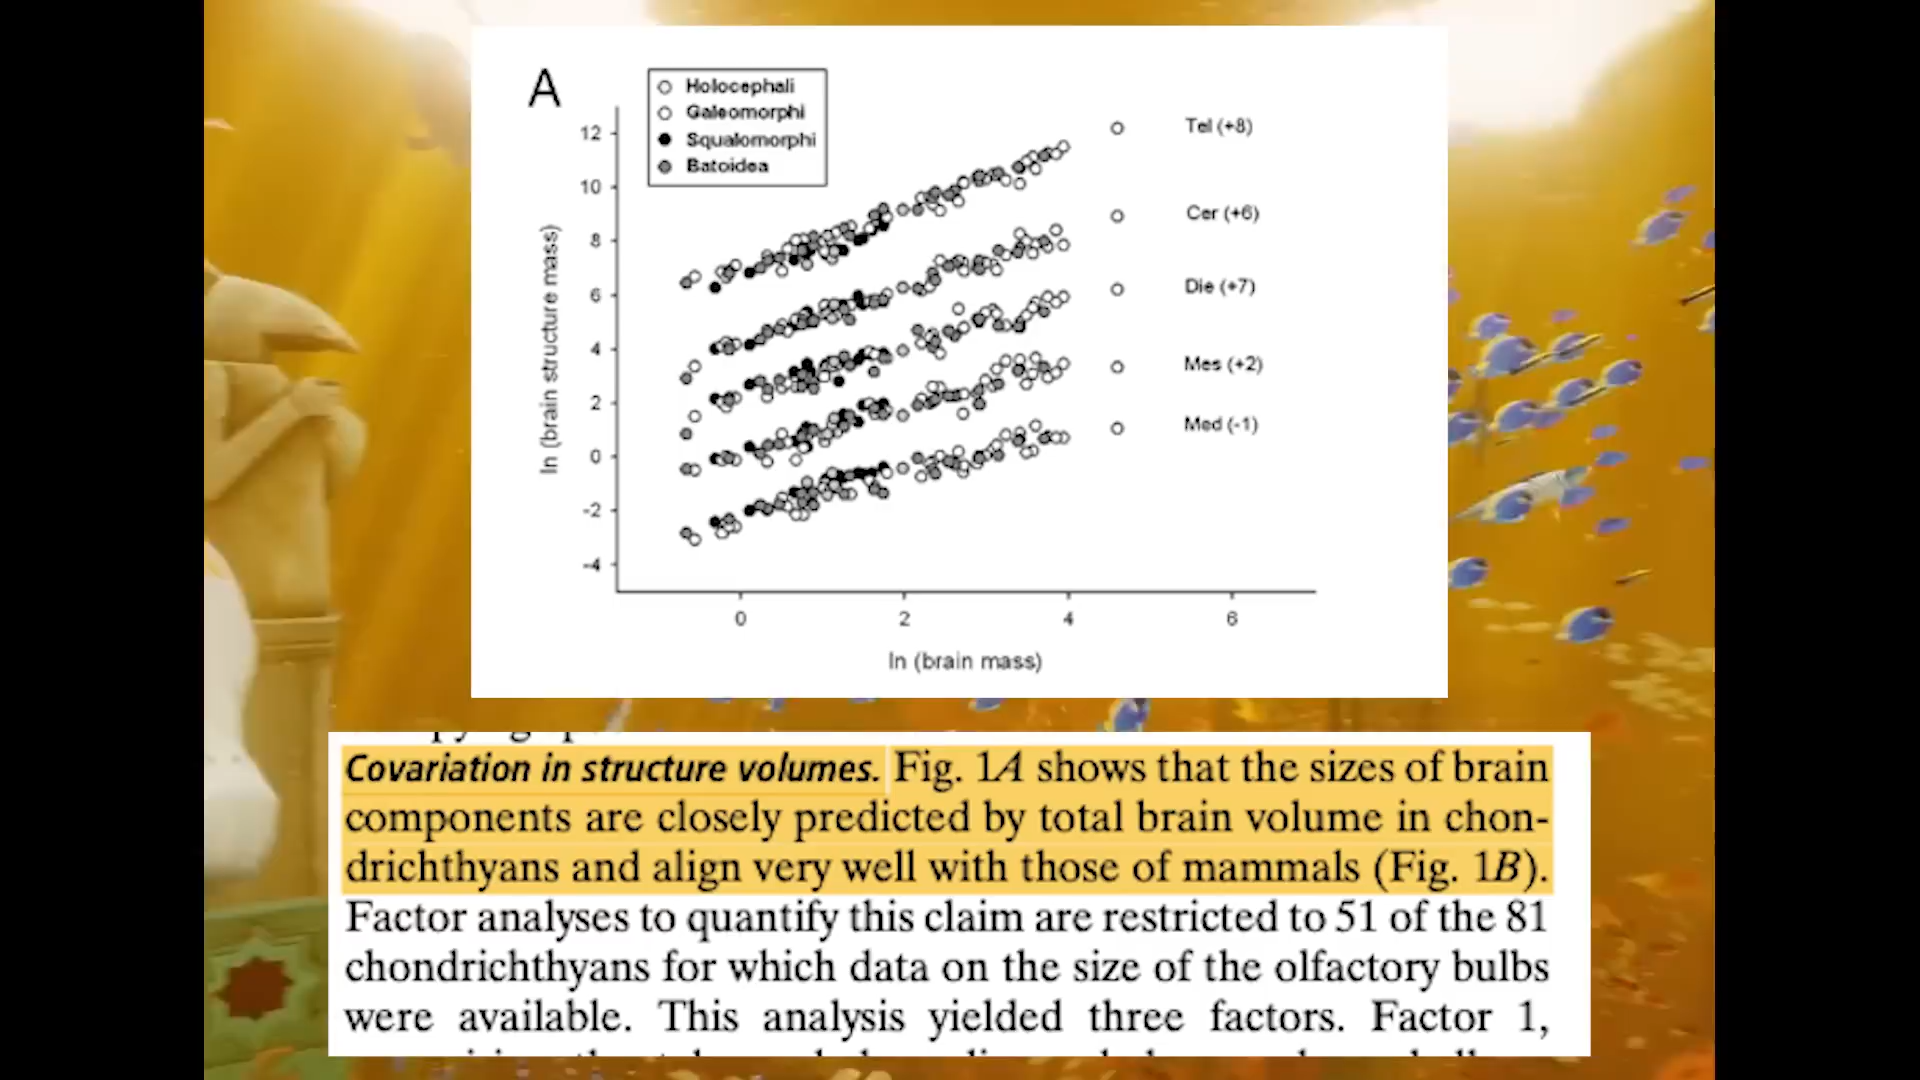 A
Holocephali
Galeomorphi
Squalomorphi
Batoidea
12
10
8
6
4
2
0
-2
-4
ln (brain structure mass)
Tel (+8)
Cer (+6)
Die (+7)
Mes (+2)
Med (-1)
0 2 4 6
ln (brain mass)
Covariation in structure volumes. Fig. 1A shows that the sizes of brain
components are closely predicted by total brain volume in chon-
drichthyans and align very well with those of mammals (Fig. 1B).
Factor analyses to quantify this claim are restricted to 51 of the 81
chondrichthyans for which data on the size of the olfactory bulbs
were available. This analysis yielded three factors. Factor 1,